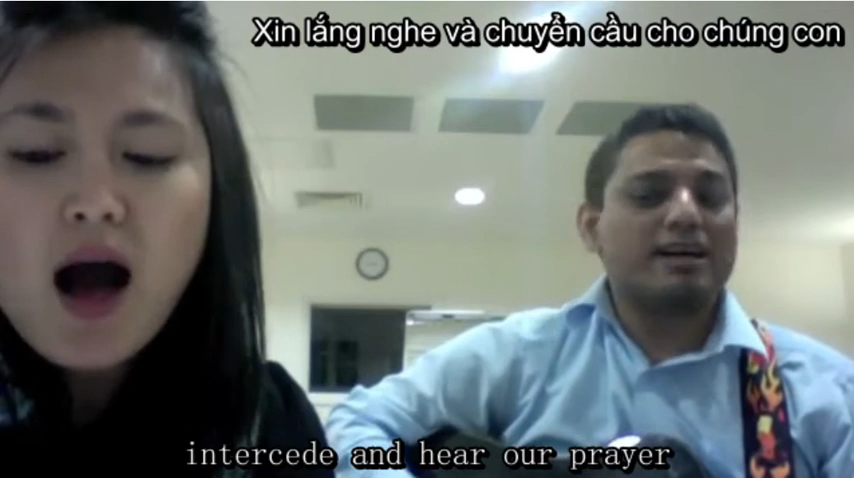 Xin lắng nghe và chuyển cầu cho chúng con
intercede and hear our prayer